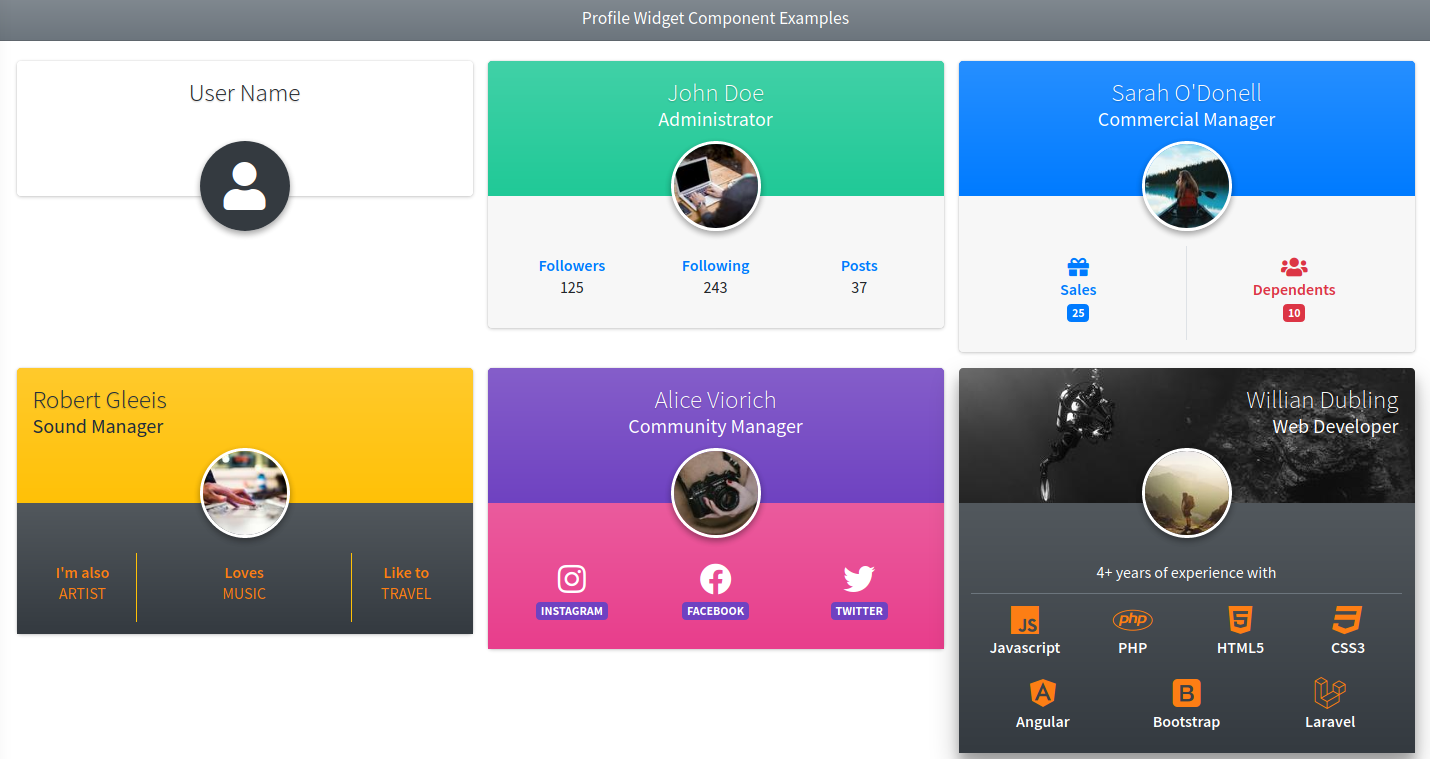 Profile Widget Component Examples
User Name
John Doe
Administrator
Followers Following Posts
125 243 37
Sarah O'Donell
Commercial Manager
Sales Dependents
25 10
Robert Gleeis
Sound Manager
I'm also Loves Like to
ARTIST MUSIC TRAVEL
Alice Viorich
Community Manager
INSTAGRAM FACEBOOK TWITTER
Willian Dubling
Web Developer
4+ years of experience with
JS php 5 3
Javascript PHP HTML5 CSS3
A B
Angular Bootstrap Laravel